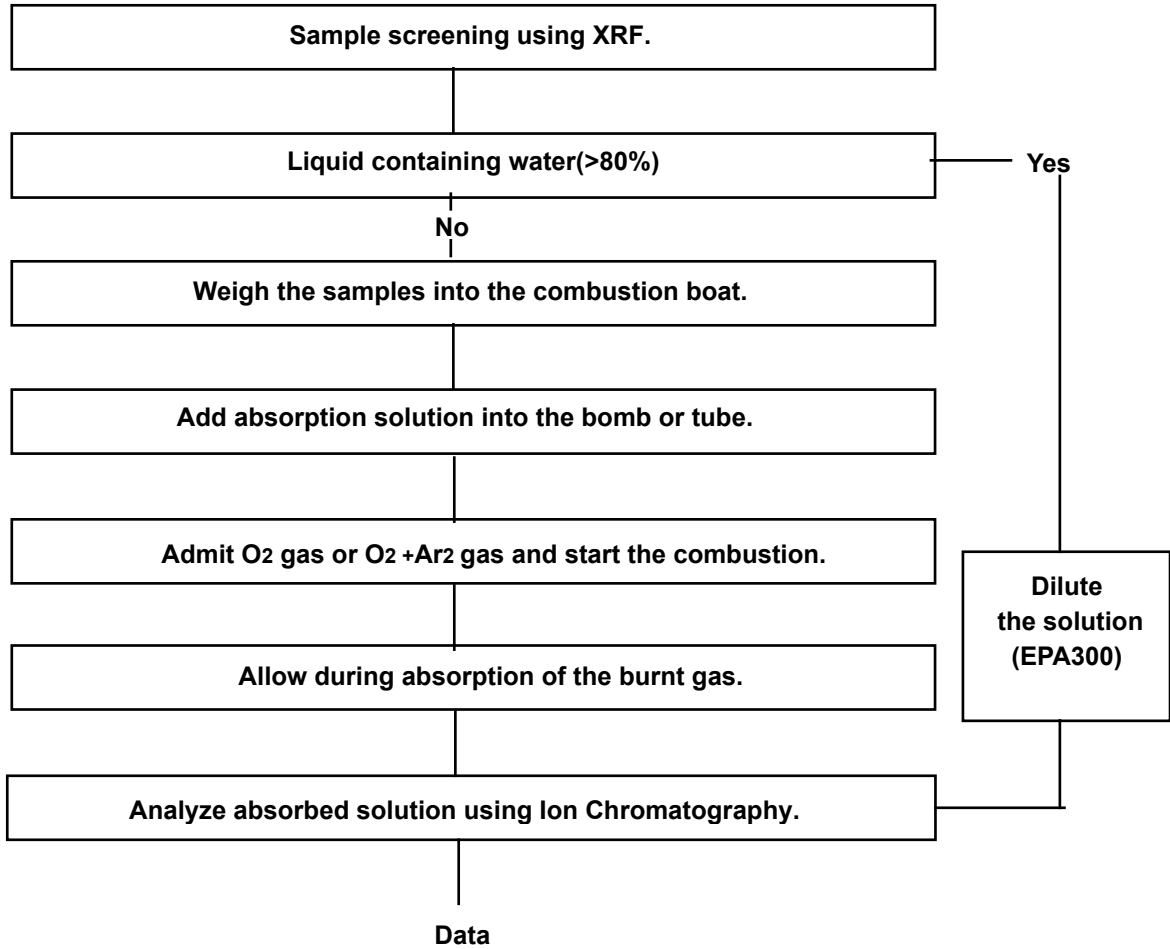 Sample screening using XRF.
Liquid containing water(>80%)
Yes
No
Weigh the samples into the combustion boat.
Add absorption solution into the bomb or tube.
Admit O2 gas or O2 +Ar2 gas and start the combustion.
Dilute
the solution
(EPA300)
Allow during absorption of the burnt gas.
Analyze absorbed solution using Ion Chromatography.
Data